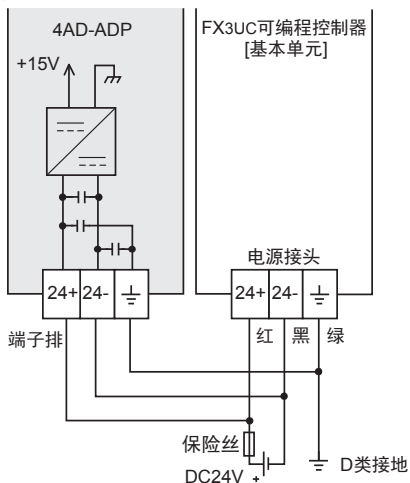 4AD-ADP
FX3UC可编程控制器
[基本单元]
+15V
电源接头
24+ 24-
24+ 24-
端子排
红 黑 绿
保险丝
DC24V +
D类接地